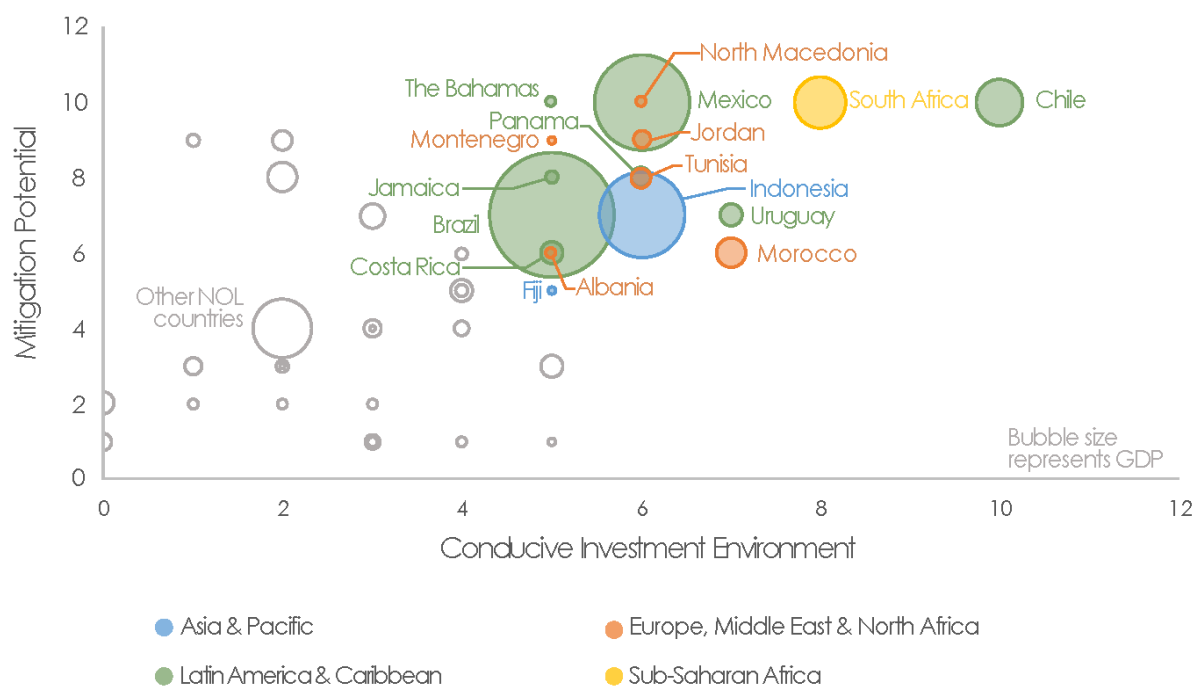 12
North Macedonia
The Bahamas
10
Mexico
South Africa
Chile
Panama
Montenegro
Jordan
Tunisia
8
Jamaica
Indonesia
Brazil
Uruguay
6
Morocco
Costa Rica
Albania
Fiji
Other NOL
countries
4
2
0
Mitigation Potential
Bubble size
represents GDP
0 2 4 6 8 10 12
Conducive Investment Environment
Asia & Pacific
Europe, Middle East & North Africa
Latin America & Caribbean
Sub-Saharan Africa